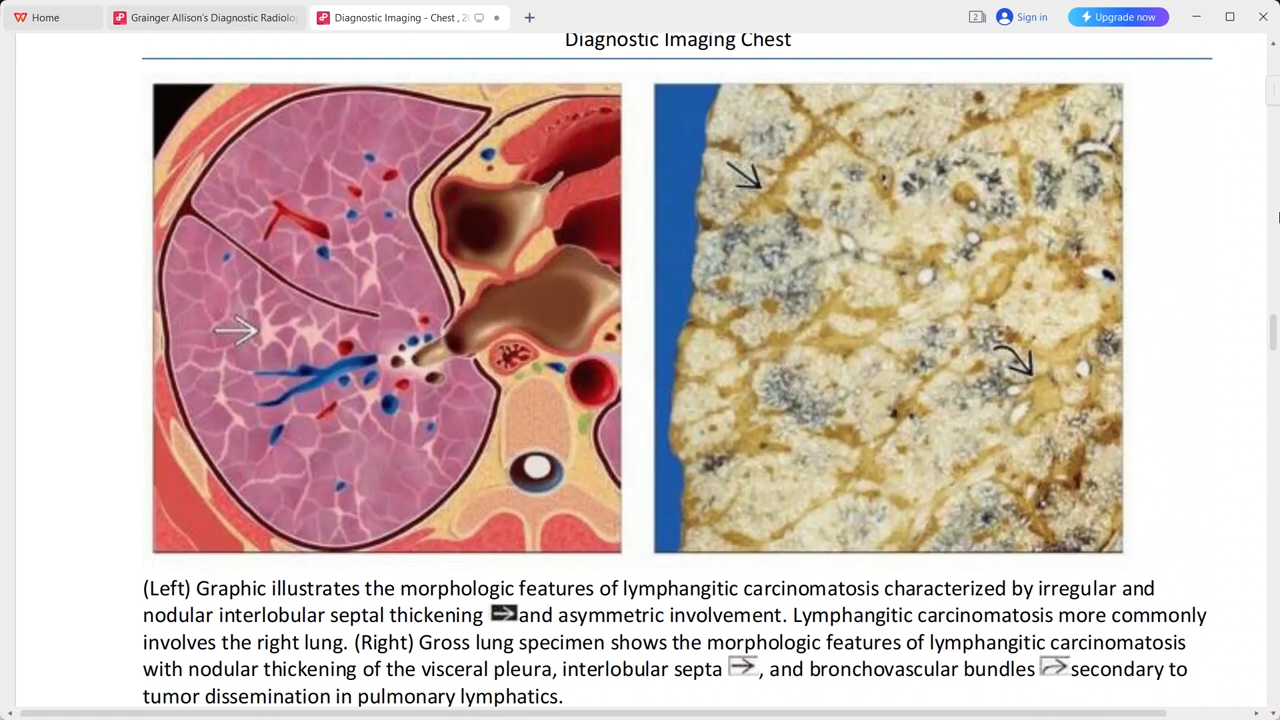 Home
Grainger Allison's Diagnostic Radiolo
Diagnostic Imaging - Chest , 2
2
Sign in
Upgrade now
Diagnostic Imaging Chest
(Left) Graphic illustrates the morphologic features of lymphangitic carcinomatosis characterized by irregular and
nodular interlobular septal thickening and asymmetric involvement. Lymphangitic carcinomatosis more commonly
involves the right lung. (Right) Gross lung specimen shows the morphologic features of lymphangitic carcinomatosis
with nodular thickening of the visceral pleura, interlobular septa , and bronchovascular bundles secondary to
tumor dissemination in pulmonary lymphatics.